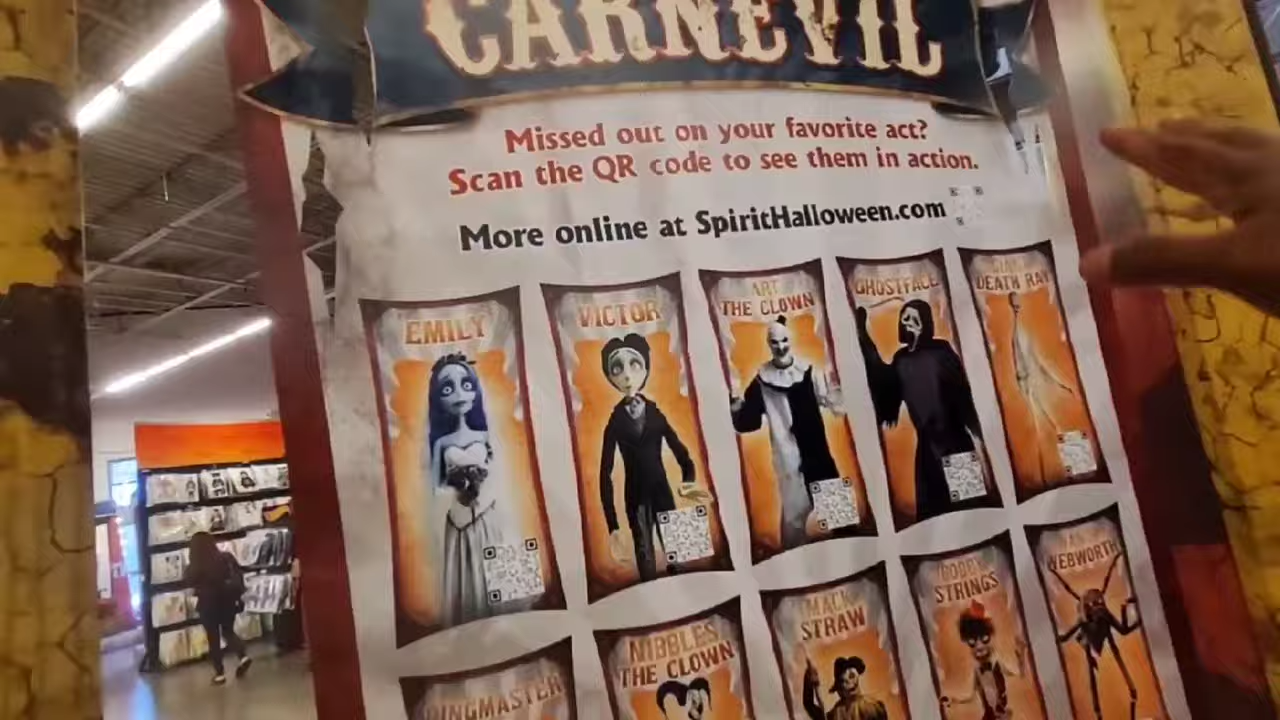 CARNEVIL
Missed out on your favorite act?
Scan the QR code to see them in action.
More online at SpiritHalloween.com
EMILY
VICTOR
ART
THE CLOWN
GHOSTFACE
DEATH RAY
RINGMASTER
NIBBLES
THE CLOWN
MACK
STRAW
BOBBY
STRINGS
WEBWORTH